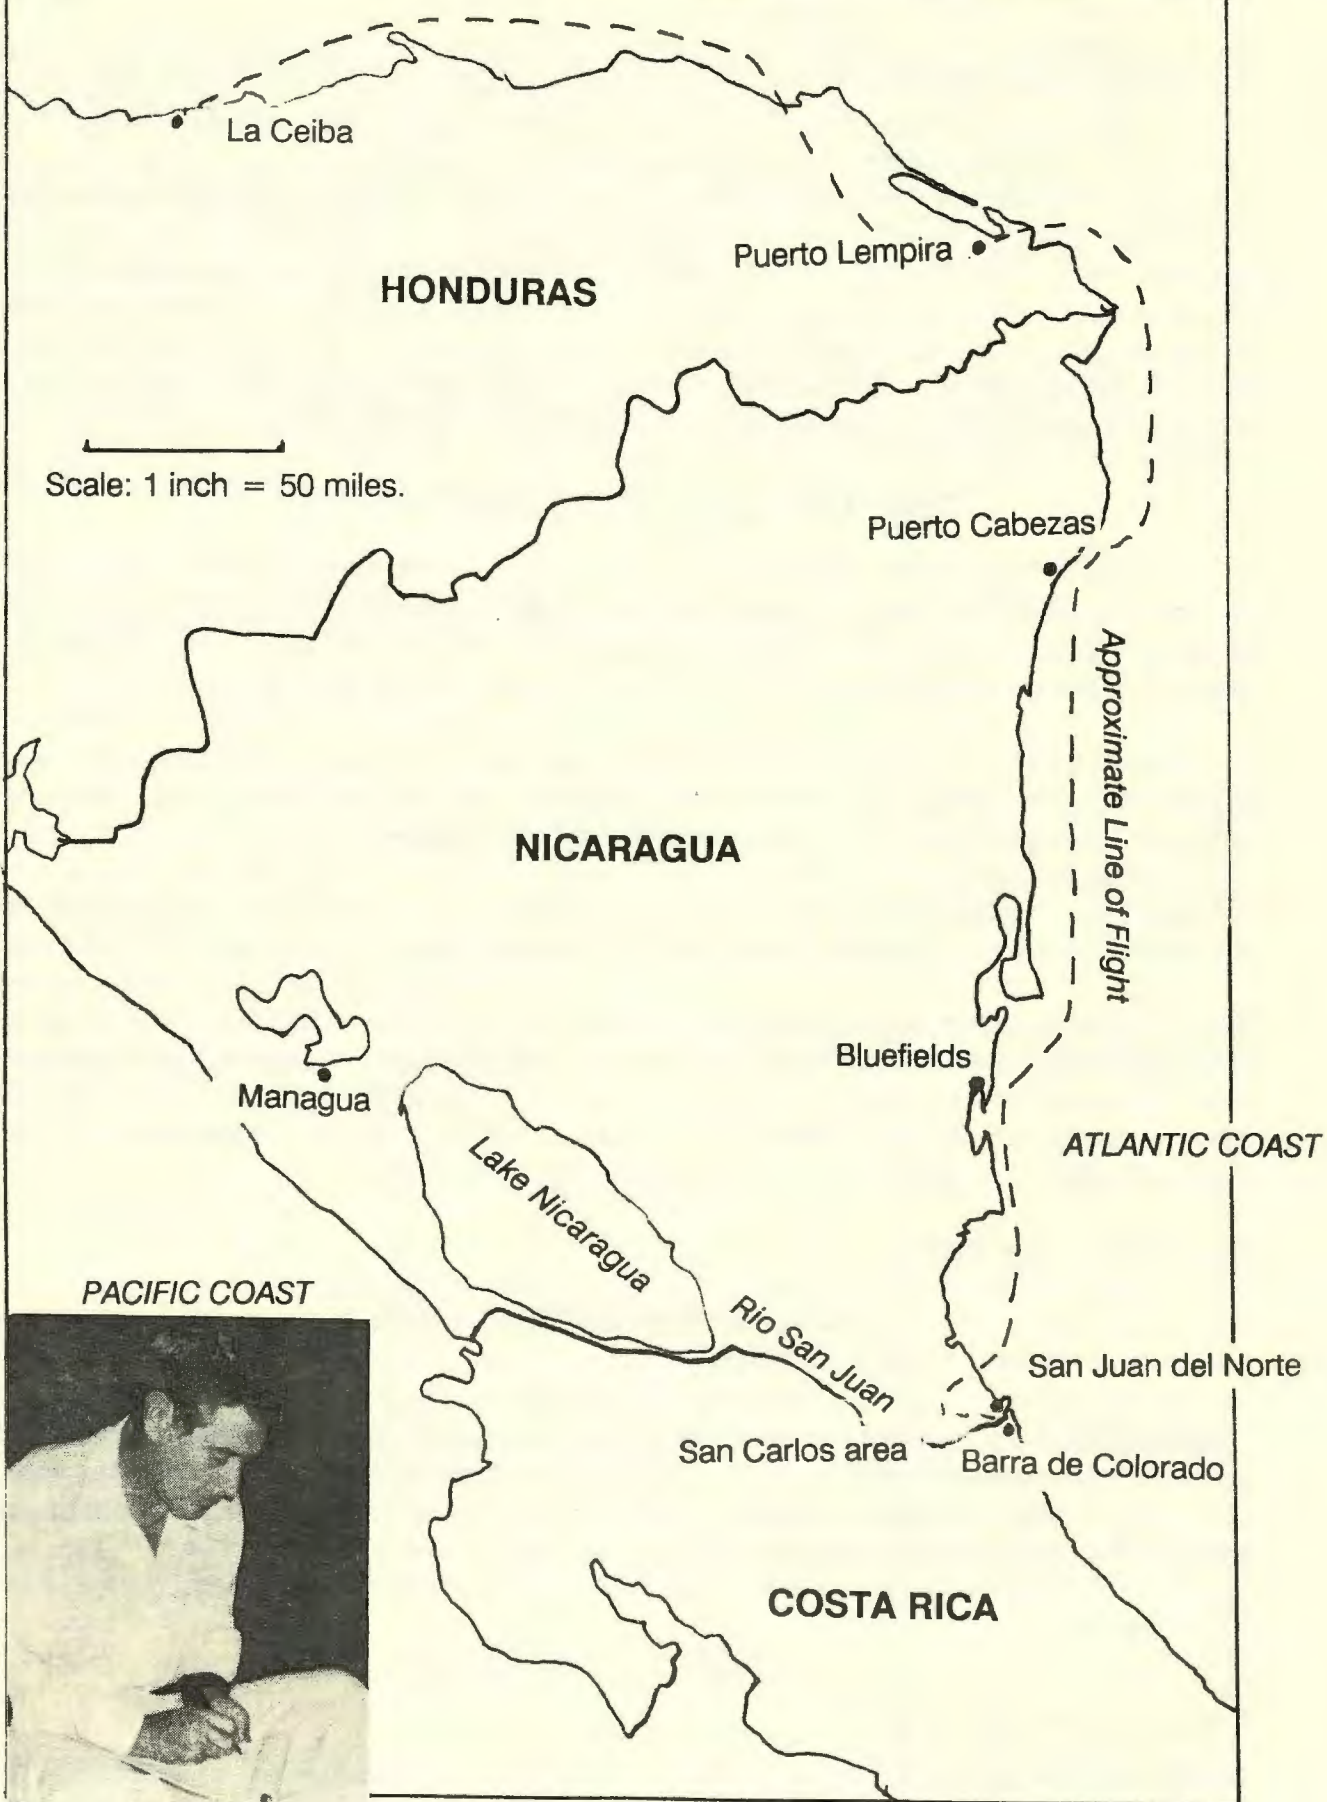 La Ceiba
Puerto Lempira
HONDURAS
Scale: 1 inch = 50 miles.
Puerto Cabezas
Approximate Line of Flight
NICARAGUA
Bluefields
Managua
ATLANTIC COAST
Lake Nicaragua
PACIFIC COAST
Rio San Juan
San Juan del Norte
San Carlos area
Barra de Colorado
COSTA RICA